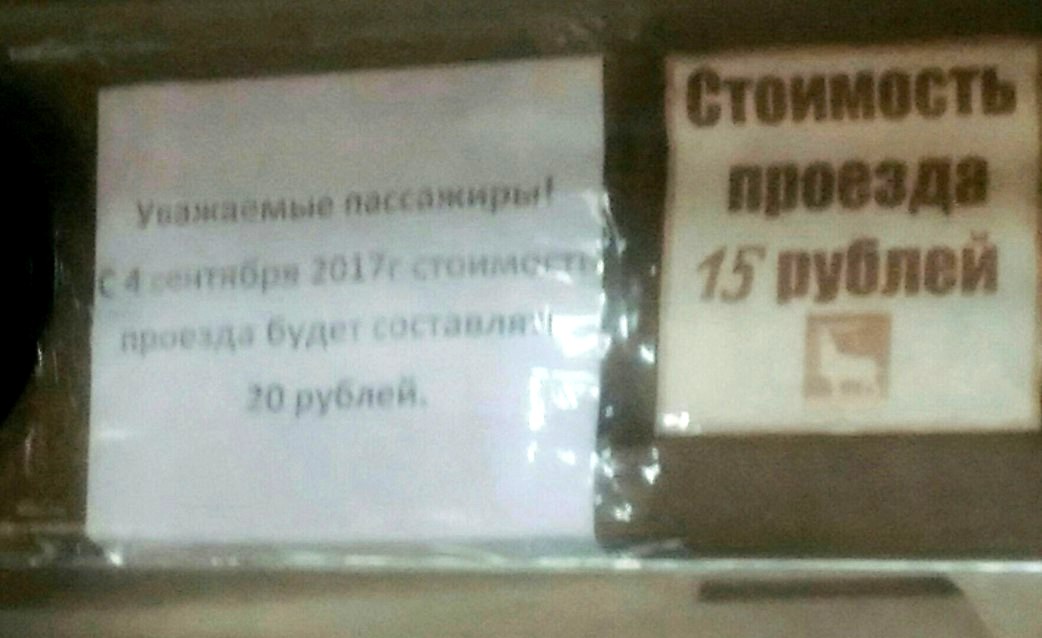 Уважаемые пассажиры!
С 4 сентября 2017г стоимость
проезда будет составлять
20 рублей.
Стоимость
проезда
15 рублей